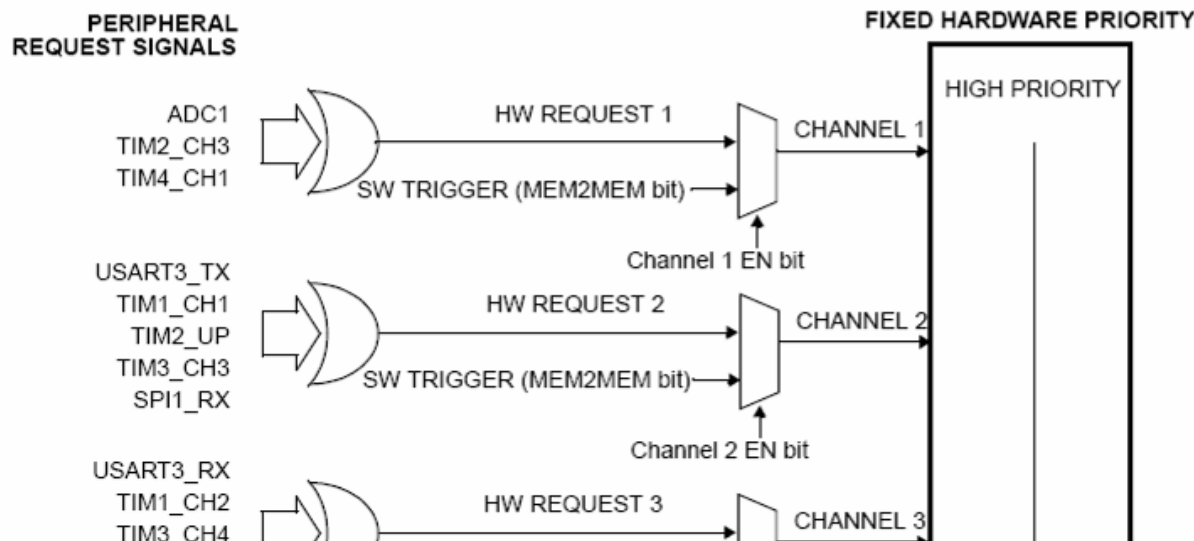 PERIPHERAL
REQUEST SIGNALS
FIXED HARDWARE PRIORITY
HIGH PRIORITY
ADC1
TIM2_CH3
TIM4_CH1
HW REQUEST 1
CHANNEL 1
SW TRIGGER (MEM2MEM bit)
Channel 1 EN bit
USART3_TX
TIM1_CH1
TIM2_UP
TIM3_CH3
SPI1_RX
HW REQUEST 2
CHANNEL 2
SW TRIGGER (MEM2MEM bit)
Channel 2 EN bit
USART3_RX
TIM1_CH2
TIM3_CH4
HW REQUEST 3
CHANNEL 3